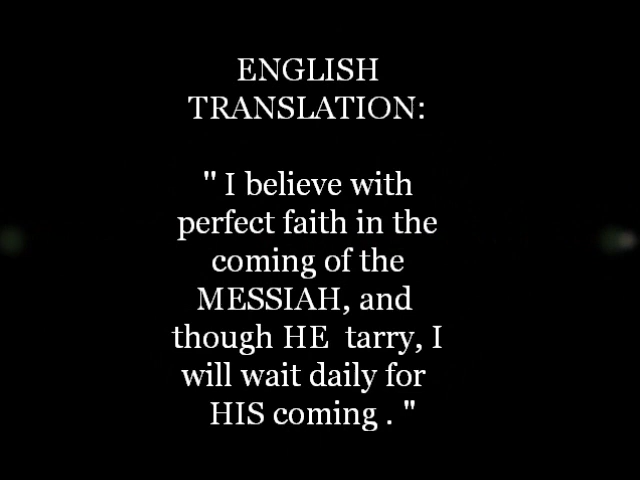 ENGLISH
TRANSLATION:
" I believe with
perfect faith in the
coming of the
MESSIAH, and
though HE tarry, I
will wait daily for
HIS coming . "